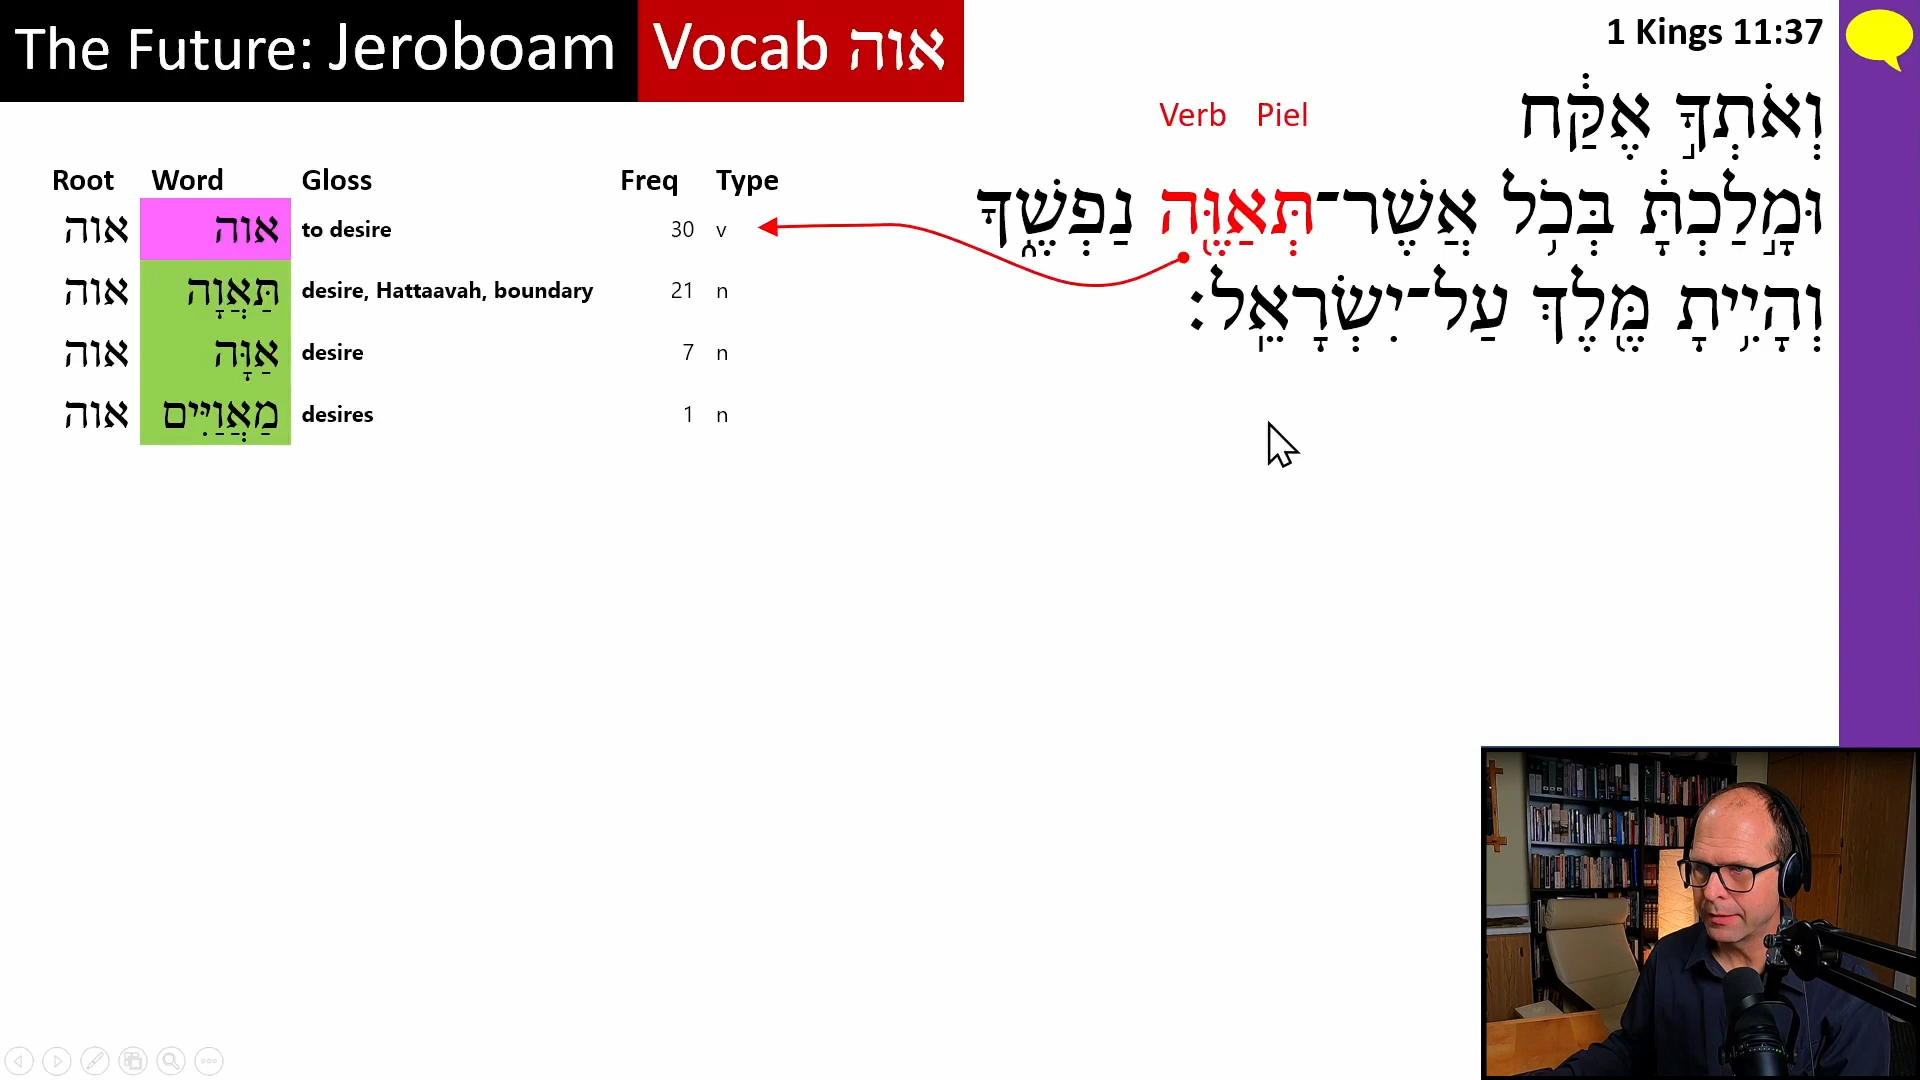 The Future: Jeroboam Vocab אוה
1 Kings 11:37
Verb Piel
וְאֹתְךָ֣ אֶקַּ֔ח
וּמָֽלַכְתָּ֔ בְּכֹ֥ל אֲשֶׁר־תְּאַוֶּ֖ה נַפְשֶׁ֑ךָ
וְהָיִ֥יתָ מֶּ֖לֶךְ עַל־יִשְׂרָאֵֽל׃
Root Word Gloss Freq Type
אוה אוה to desire 30 v
אוה תַּאֲוָה desire, Hattaavah, boundary 21 n
אוה אַוָּה desire 7 n
אוה מַאֲוַיִּים desires 1 n